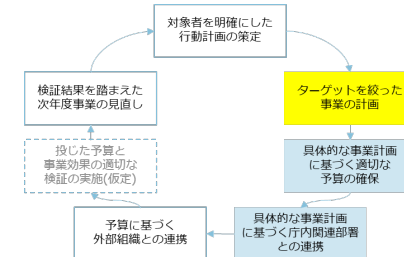 対象者を明確にした
行動計画の策定
ターゲットを絞った
事業の計画
具体的な事業計画
に基づく適切な
予算の確保
具体的な事業計画
に基づく庁内関連部署
との連携
予算に基づく
外部組織との連携
投じた予算と
事業効果の適切な
検証の実施(仮定)
検証結果を踏まえた
次年度事業の見直し